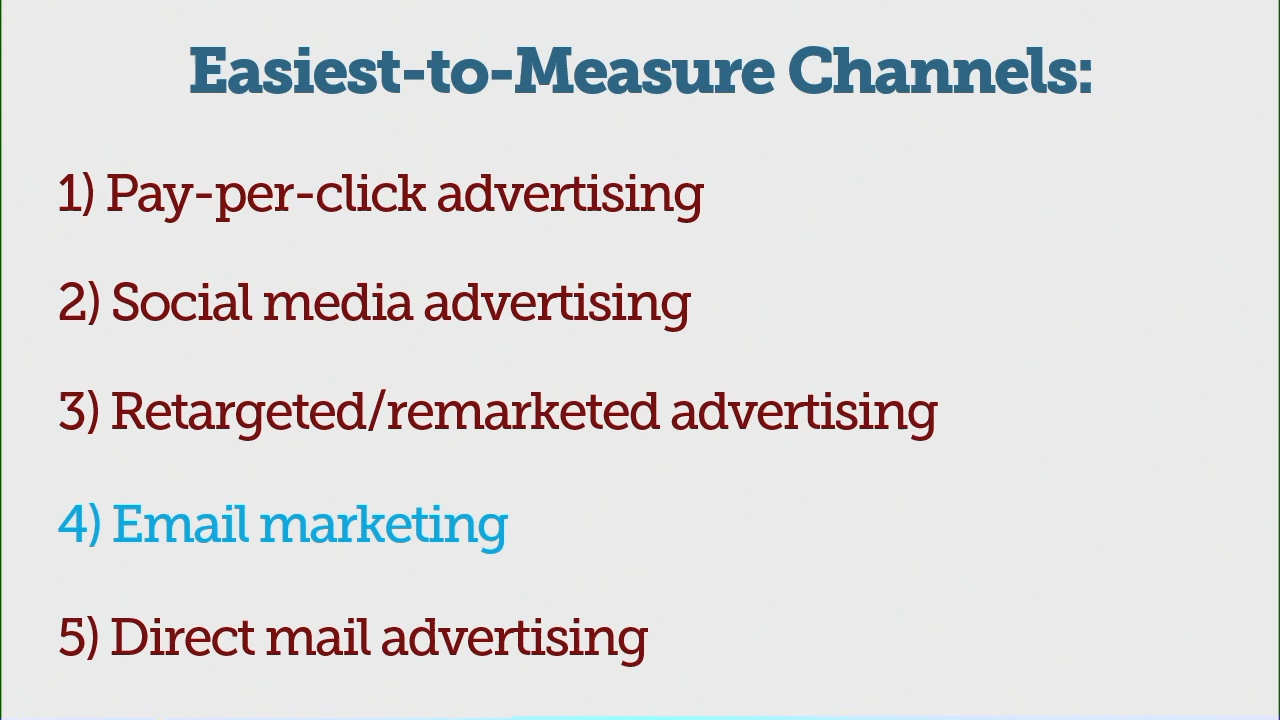 Easiest-to-Measure Channels:
1) Pay-per-click advertising
2) Social media advertising
3) Retargeted/remarketed advertising
4) Email marketing
5) Direct mail advertising